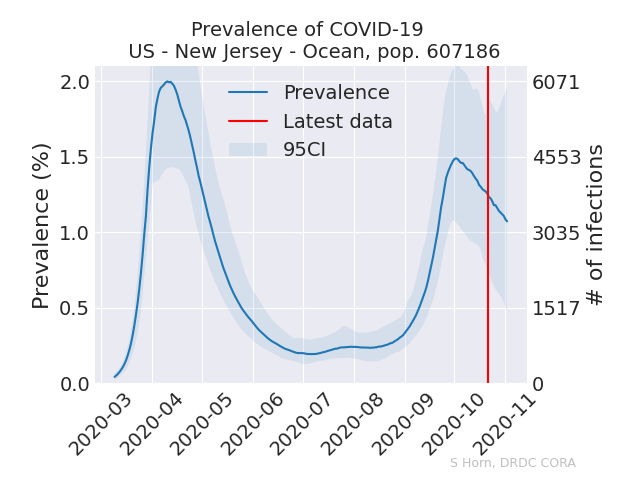 Prevalence of COVID-19
US - New Jersey - Ocean, pop. 607186
Prevalence
Latest data
95CI
Prevalence (%)
2.0
1.5
1.0
0.5
0.0
6071
4553
3035
1517
0
# of infections
2020-03
2020-04
2020-05
2020-06
2020-07
2020-08
2020-09
2020-10
2020-11
S Horn, DRDC CORA